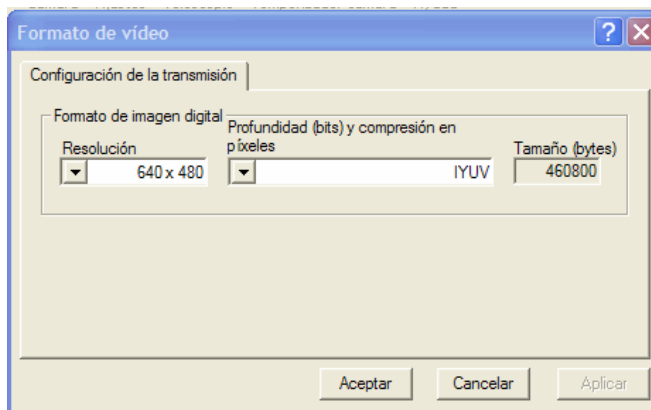 Formato de vídeo
Configuración de la transmisión
Formato de imagen digital
Profundidad (bits) y compresión en
píxeles
Resolución
Tamaño (bytes)
640 x 480
IYUV
460800
Aceptar
Cancelar
Aplicar